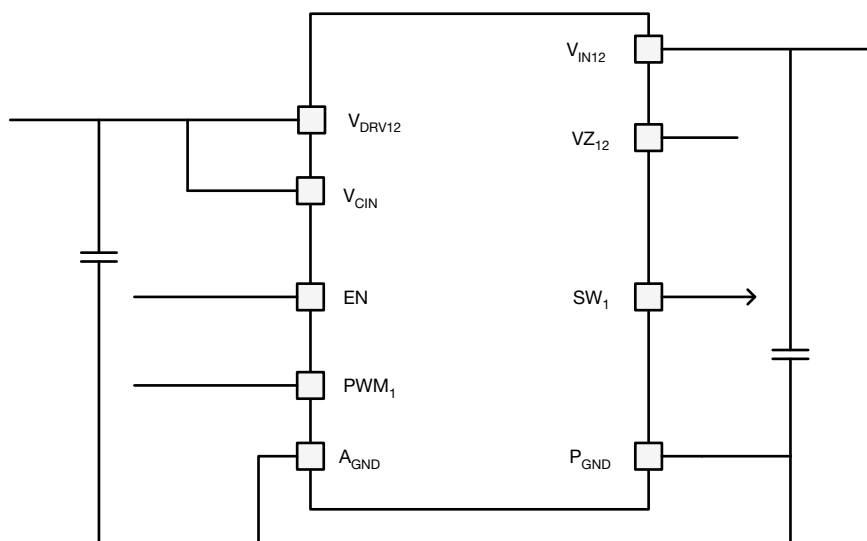 V_IN12
V_DRV12
VZ_12
V_CIN
EN
SW_1
PWM_1
A_GND
P_GND